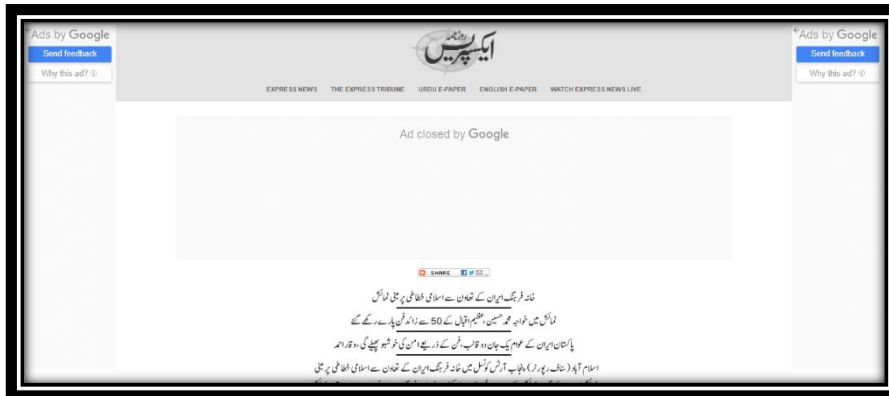 Ads by Google
Send feedback
Why this ad?
روزنامہ
ایکسپریس
Ads by Google
Send feedback
Why this ad?
EXPRESS NEWS THE EXPRESS TRIBUNE URDU E-PAPER ENGLISH E-PAPER WATCH EXPRESS NEWS LIVE
Ad closed by Google
SHARE
خانہ فرہنگ ایران کے تعاون سے اسلامی خطاطی پر مبنی نمائش
نمائش میں خواجہ محمد حسین، عظیم اقبال کے 50 سے زائد فن پارے رکھے گئے
پاکستان ایران کے عوام یک جان دو قالب، فن کے ذریعے امن کی خوشبو پھیلے گی، وقار احمد
اسلام آباد (سٹاف رپورٹر) پنجاب آرٹس کونسل میں خانہ فرہنگ ایران کے تعاون سے اسلامی خطاطی پر مبنی